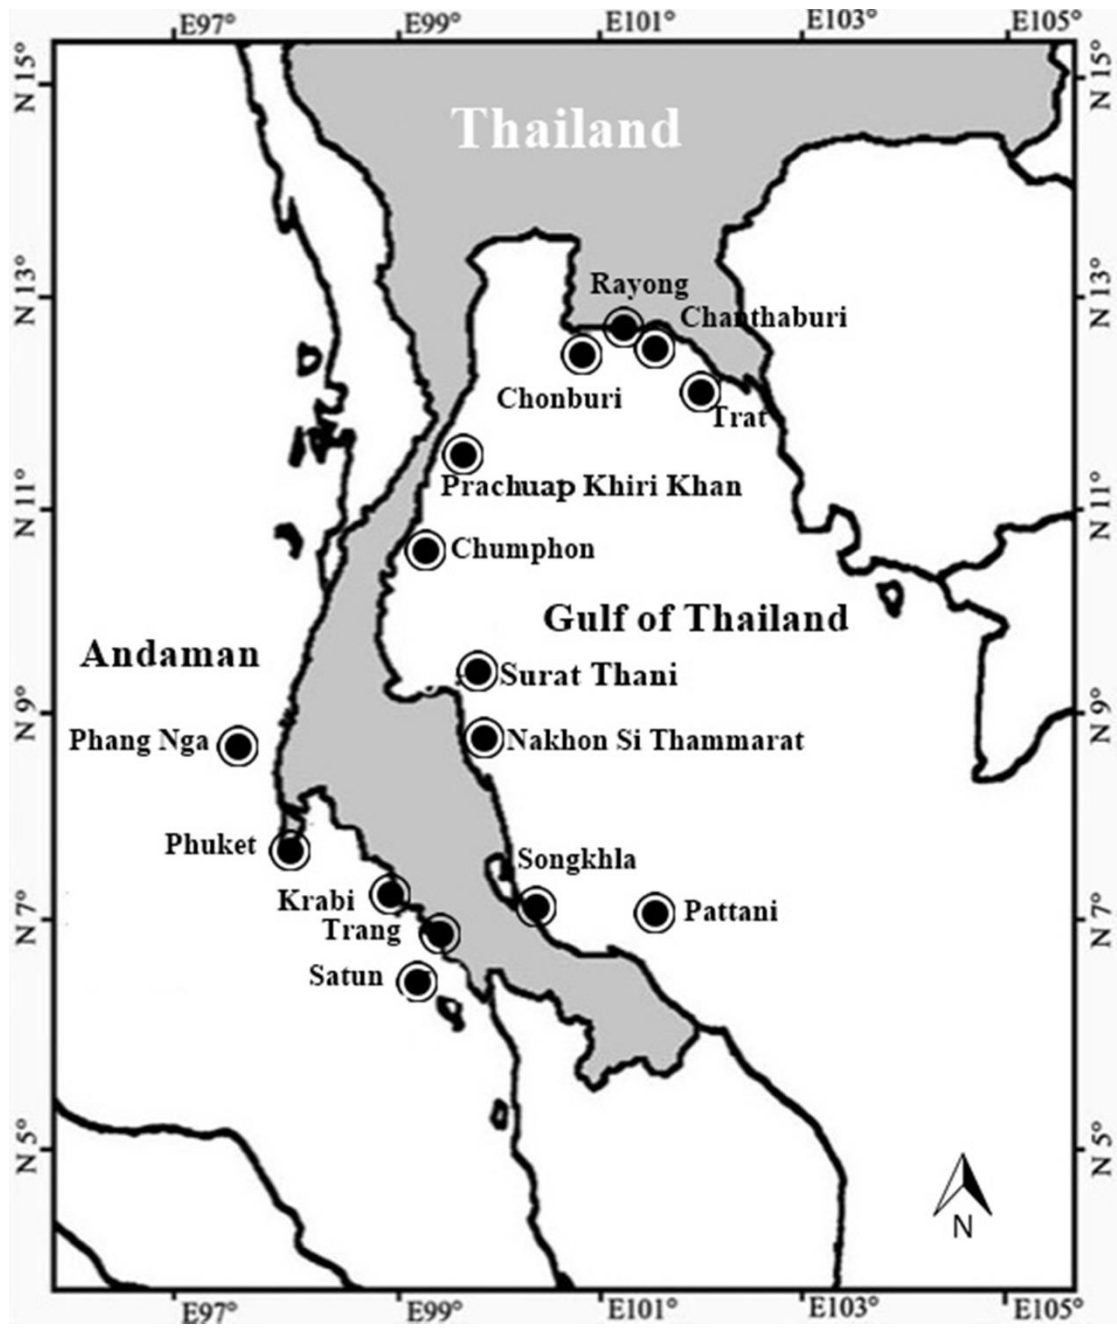 E97° E99° E101° E103° E105°
N 15° N 15°
Thailand
N 13° N 13°
Rayong
Chanthaburi
Chonburi
Trat
Prachuap Khiri Khan
N 11° N 11°
Chumphon
Gulf of Thailand
Andaman
Surat Thani
N 9° N 9°
Phang Nga
Nakhon Si Thammarat
Phuket
Songkhla
Krabi
Pattani
N 7° N 7°
Trang
Satun
N 5° N 5°
N
E97° E99° E101° E103° E105°